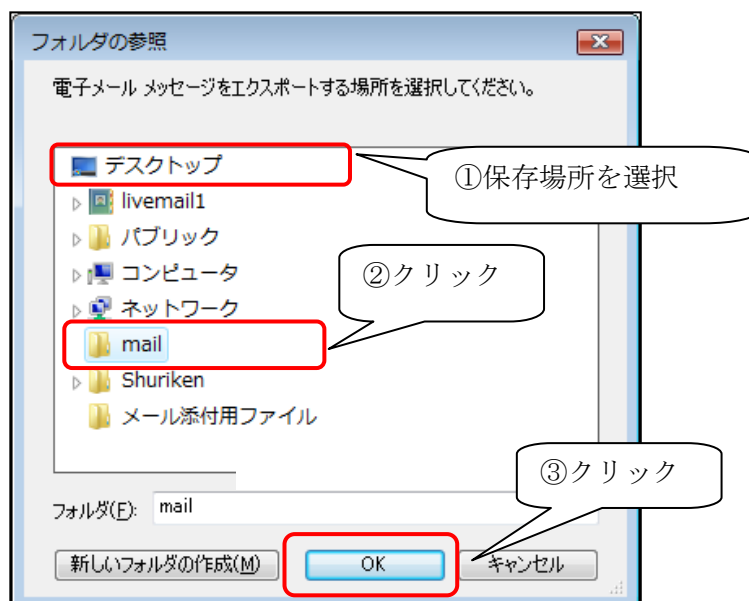 フォルダの参照
電子メール メッセージをエクスポートする場所を選択してください。
デスクトップ
①保存場所を選択
livemail1
パブリック
コンピュータ
②クリック
ネットワーク
mail
Shuriken
メール添付用ファイル
③クリック
フォルダ(F): mail
新しいフォルダの作成(M) OK キャンセル